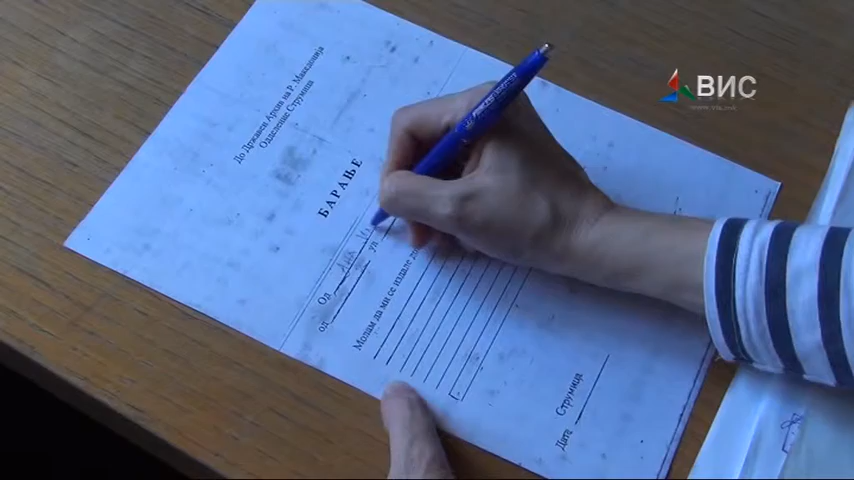 ВИС
До Државен Архив на Р. Македонија
Одделение Струмица
БАРАЊЕ
Од
од ул
Молам да ми се издаде
Струмица
Дата